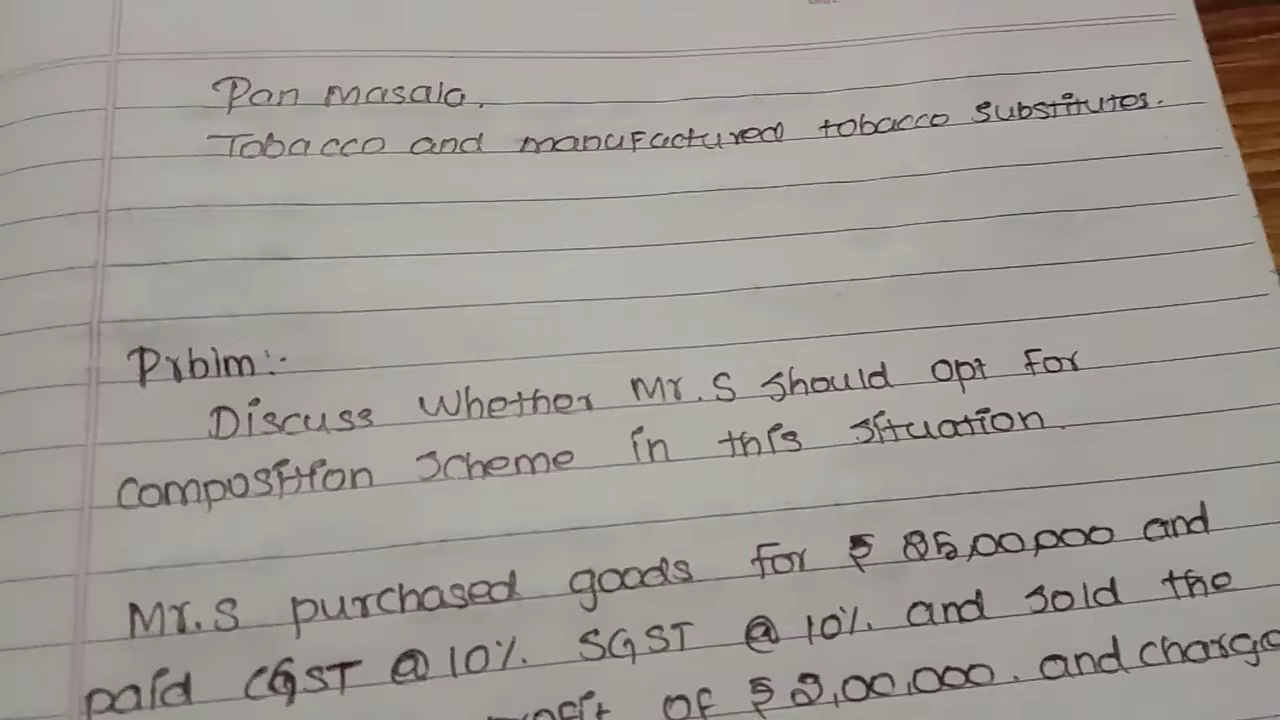 Pan masala.
Tobacco and manufactured tobacco substitutes.
Prblm:-
Discuss whether Mr.S should opt for
composition scheme in this situation.
Mr.S purchased goods for ₹ 85,00,000 and
paid CGST @ 10%. SGST @ 10%. and sold the
of ₹ 2,00,000. and charge